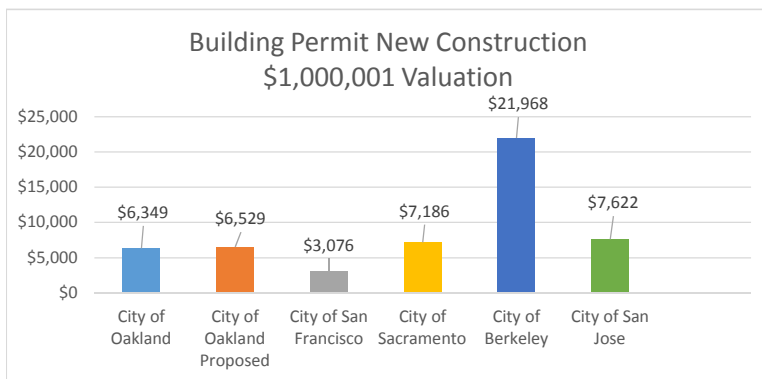 Building Permit New Construction
$1,000,001 Valuation
$25,000
$20,000
$15,000
$10,000
$5,000
$0
$6,349
$6,529
$3,076
$7,186
$21,968
$7,622
City of
Oakland
City of
Oakland
Proposed
City of San
Francisco
City of
Sacramento
City of
Berkeley
City of San
Jose